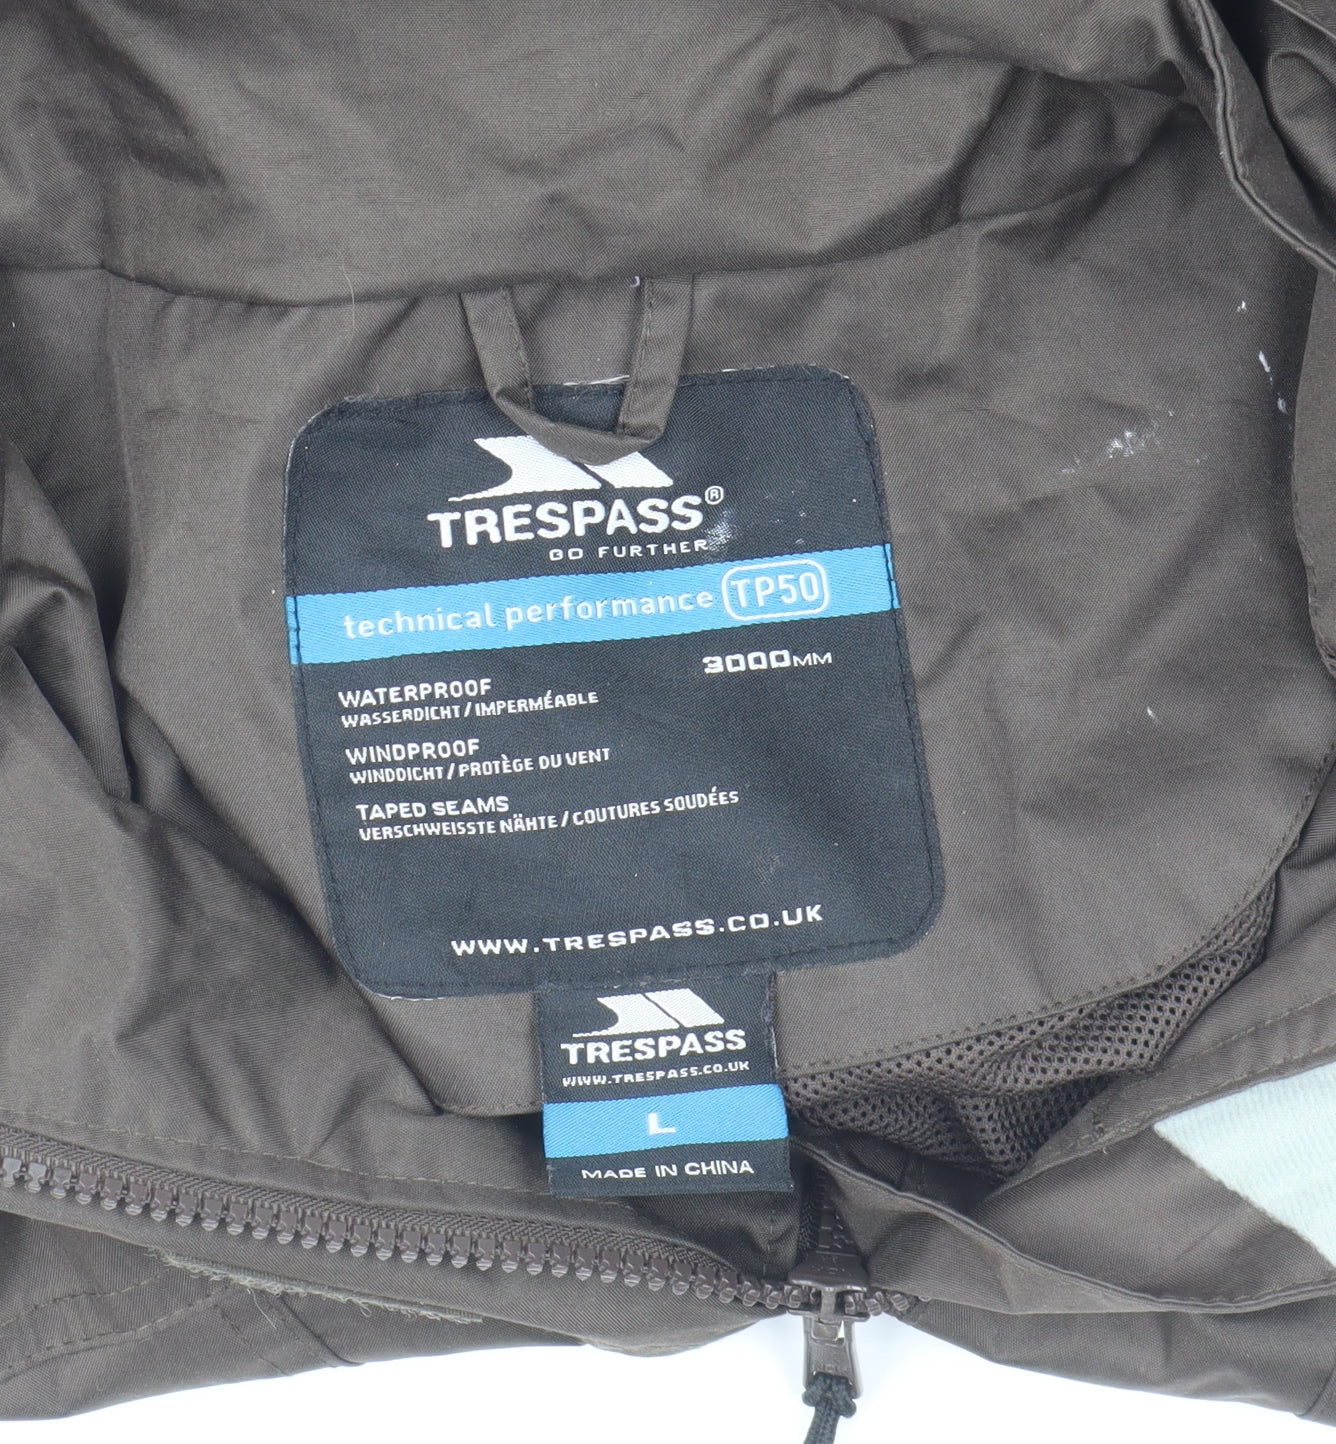 TRESPASS®
GO FURTHER
technical performance TP50
3000MM
WATERPROOF
WASSERDICHT / IMPERMÉABLE
WINDPROOF
WINDDICHT / PROTÈGE DU VENT
TAPED SEAMS
VERSCHWEISSTE NÄHTE / COUTURES SOUDÉES
WWW.TRESPASS.CO.UK
TRESPASS
WWW.TRESPASS.CO.UK
L
MADE IN CHINA